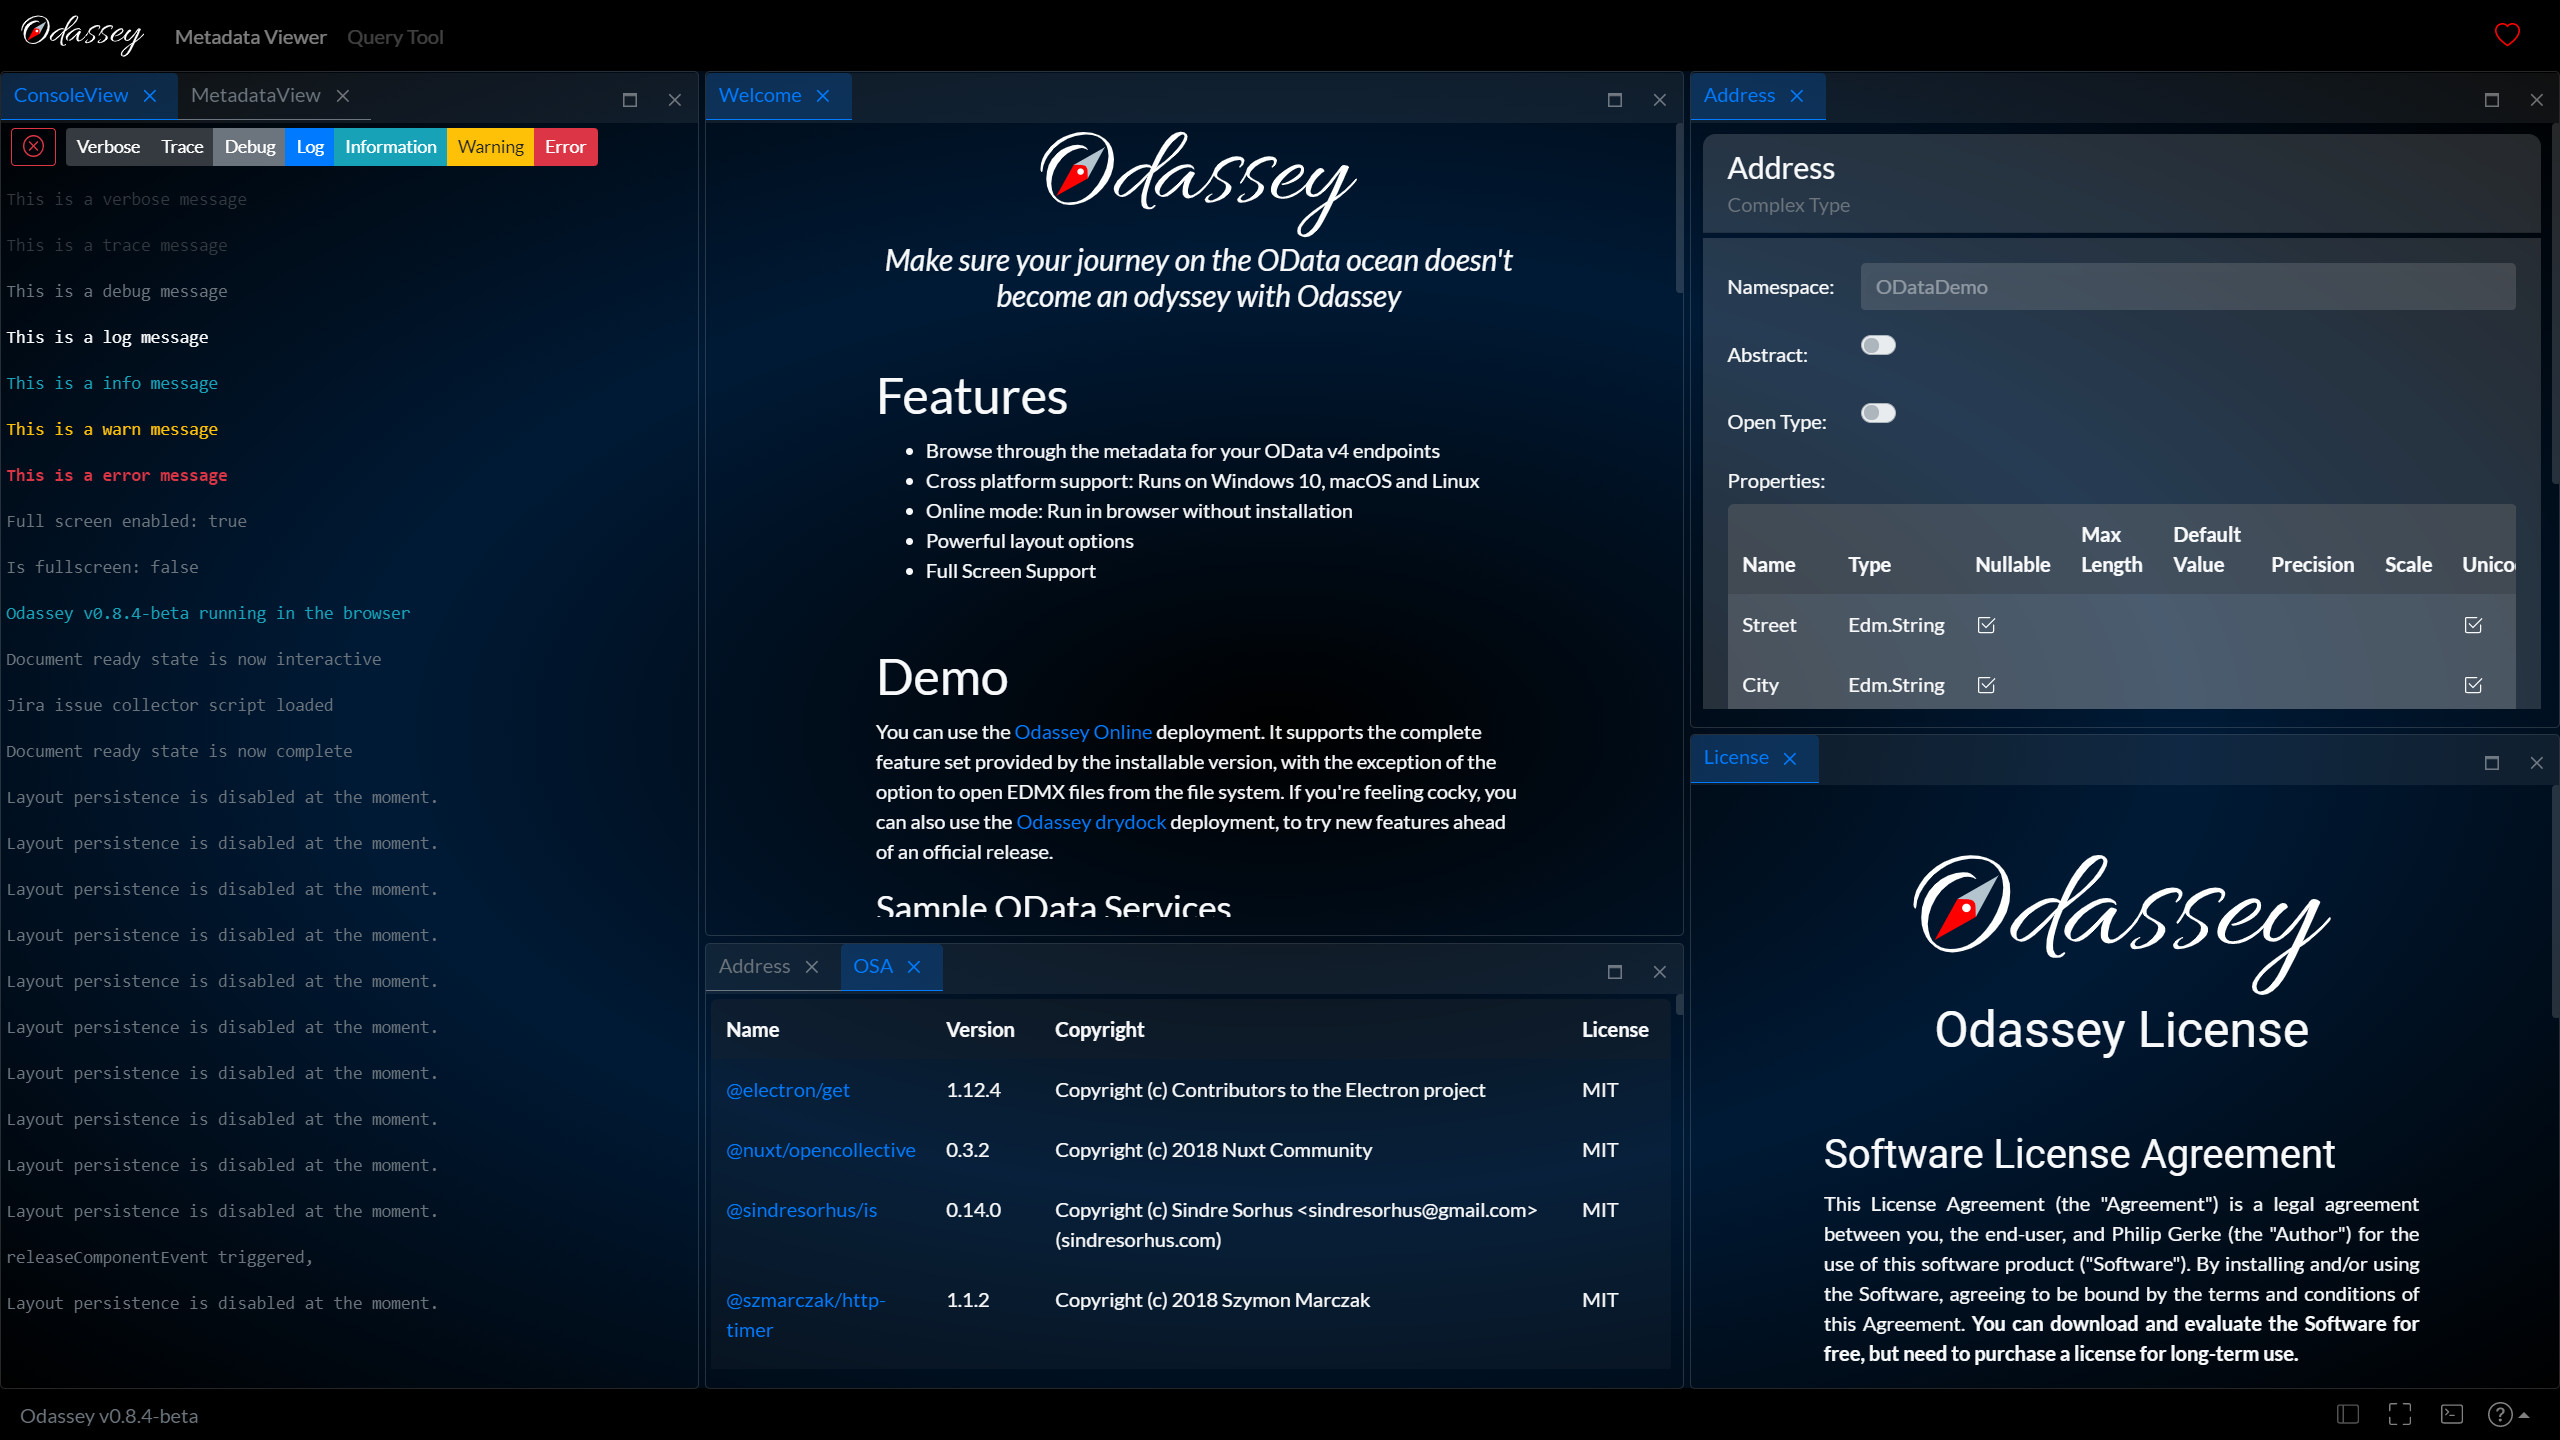 Odassey
Metadata Viewer
Query Tool
ConsoleView
MetadataView
Verbose Trace Debug Log Information Warning Error
This is a verbose message
This is a trace message
This is a debug message
This is a log message
This is a info message
This is a warn message
This is a error message
Full screen enabled: true
Is fullscreen: false
Odassey v0.8.4-beta running in the browser
Document ready state is now interactive
Jira issue collector script loaded
Document ready state is now complete
Layout persistence is disabled at the moment.
Layout persistence is disabled at the moment.
Layout persistence is disabled at the moment.
Layout persistence is disabled at the moment.
Layout persistence is disabled at the moment.
Layout persistence is disabled at the moment.
Layout persistence is disabled at the moment.
Layout persistence is disabled at the moment.
Layout persistence is disabled at the moment.
Layout persistence is disabled at the moment.
releaseComponentEvent triggered,
Layout persistence is disabled at the moment.
Welcome
Odassey
Make sure your journey on the OData ocean doesn't
become an odyssey with Odassey
Features
• Browse through the metadata for your OData v4 endpoints
• Cross platform support: Runs on Windows 10, macOS and Linux
• Online mode: Run in browser without installation
• Powerful layout options
• Full Screen Support
Demo
You can use the Odassey Online deployment. It supports the complete
feature set provided by the installable version, with the exception of the
option to open EDMX files from the file system. If you're feeling cocky, you
can also use the Odassey drydock deployment, to try new features ahead
of an official release.
Sample OData Services
Address
OSA
Name Version Copyright License
@electron/get 1.12.4 Copyright (c) Contributors to the Electron project MIT
@nuxt/opencollective 0.3.2 Copyright (c) 2018 Nuxt Community MIT
@sindresorhus/is 0.14.0 Copyright (c) Sindre Sorhus <sindresorhus@gmail.com> MIT
(sindresorhus.com)
@szmarczak/http- 1.1.2 Copyright (c) 2018 Szymon Marczak MIT
timer
Address
Address
Complex Type
Namespace: ODataDemo
Abstract:
Open Type:
Properties:
Max Default
Name Type Nullable Length Value Precision Scale Unico
Street Edm.String
City Edm.String
License
Odassey
Odassey License
Software License Agreement
This License Agreement (the "Agreement") is a legal agreement
between you, the end-user, and Philip Gerke (the "Author") for the
use of this software product ("Software"). By installing and/or using
the Software, agreeing to be bound by the terms and conditions of
this Agreement. You can download and evaluate the Software for
free, but need to purchase a license for long-term use.
Odassey v0.8.4-beta